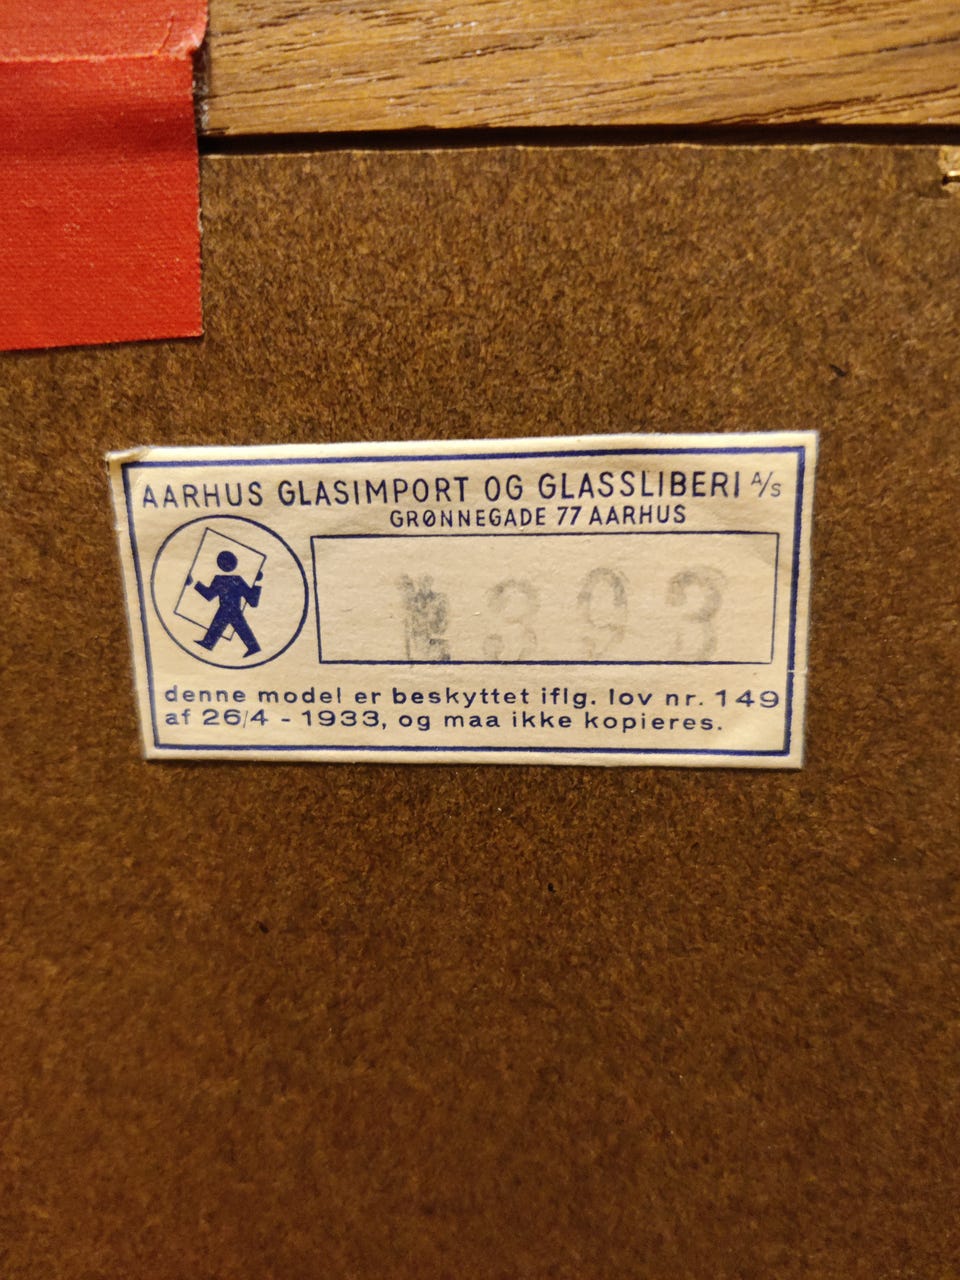 AARHUS GLASIMPORT OG GLASSLIBERI A/S
GRØNNEGADE 77 AARHUS
393
denne model er beskyttet iflg. lov nr. 149
af 26/4 - 1933, og maa ikke kopieres.